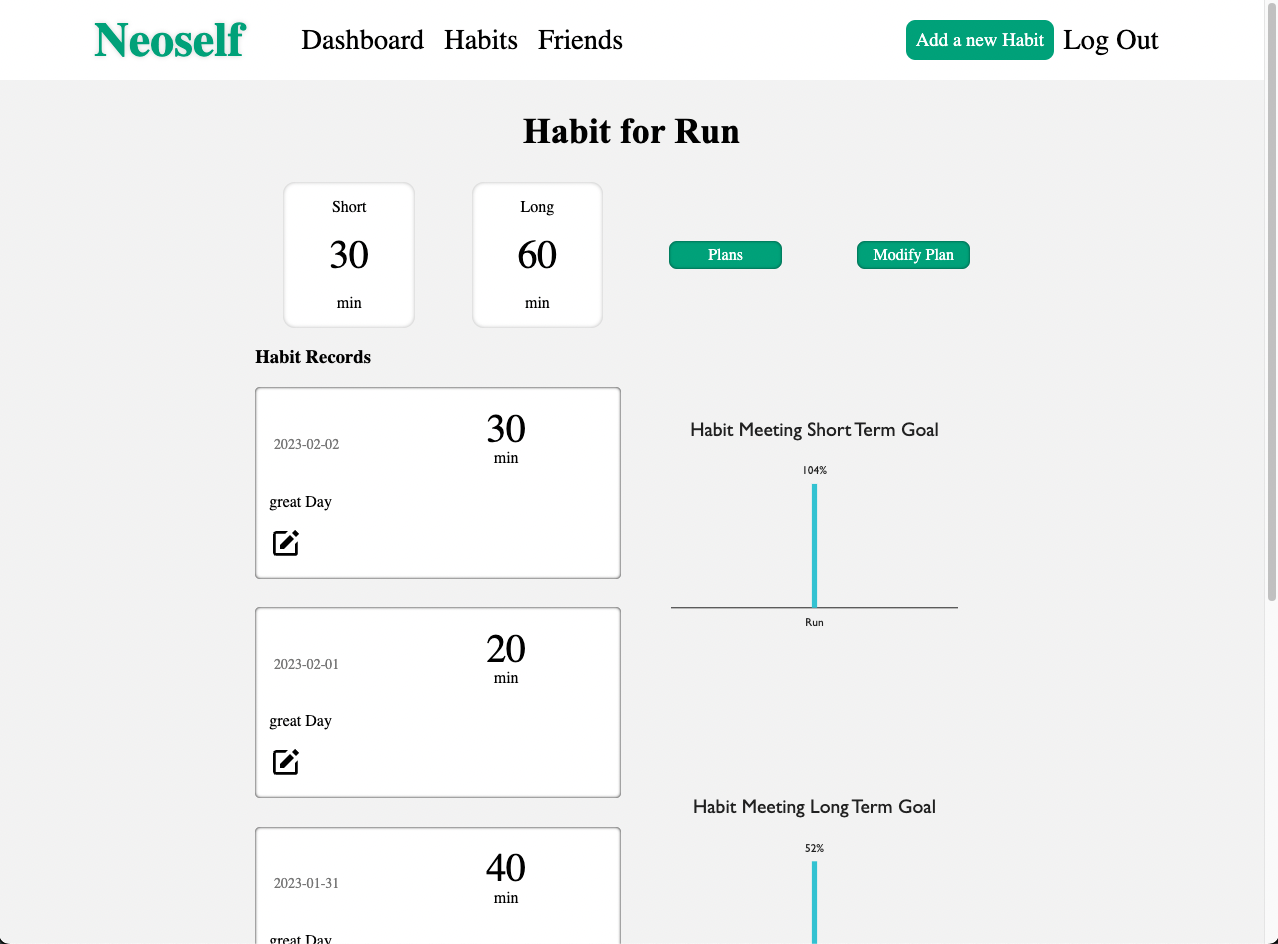 Neoself Dashboard Habits Friends Add a new Habit Log Out
Habit for Run
Short
30
min
Long
60
min
Plans
Modify Plan
Habit Records
2023-02-02
30
min
great Day
2023-02-01
20
min
great Day
2023-01-31
40
min
great Day
Habit Meeting Short Term Goal
104%
Run
Habit Meeting Long Term Goal
52%